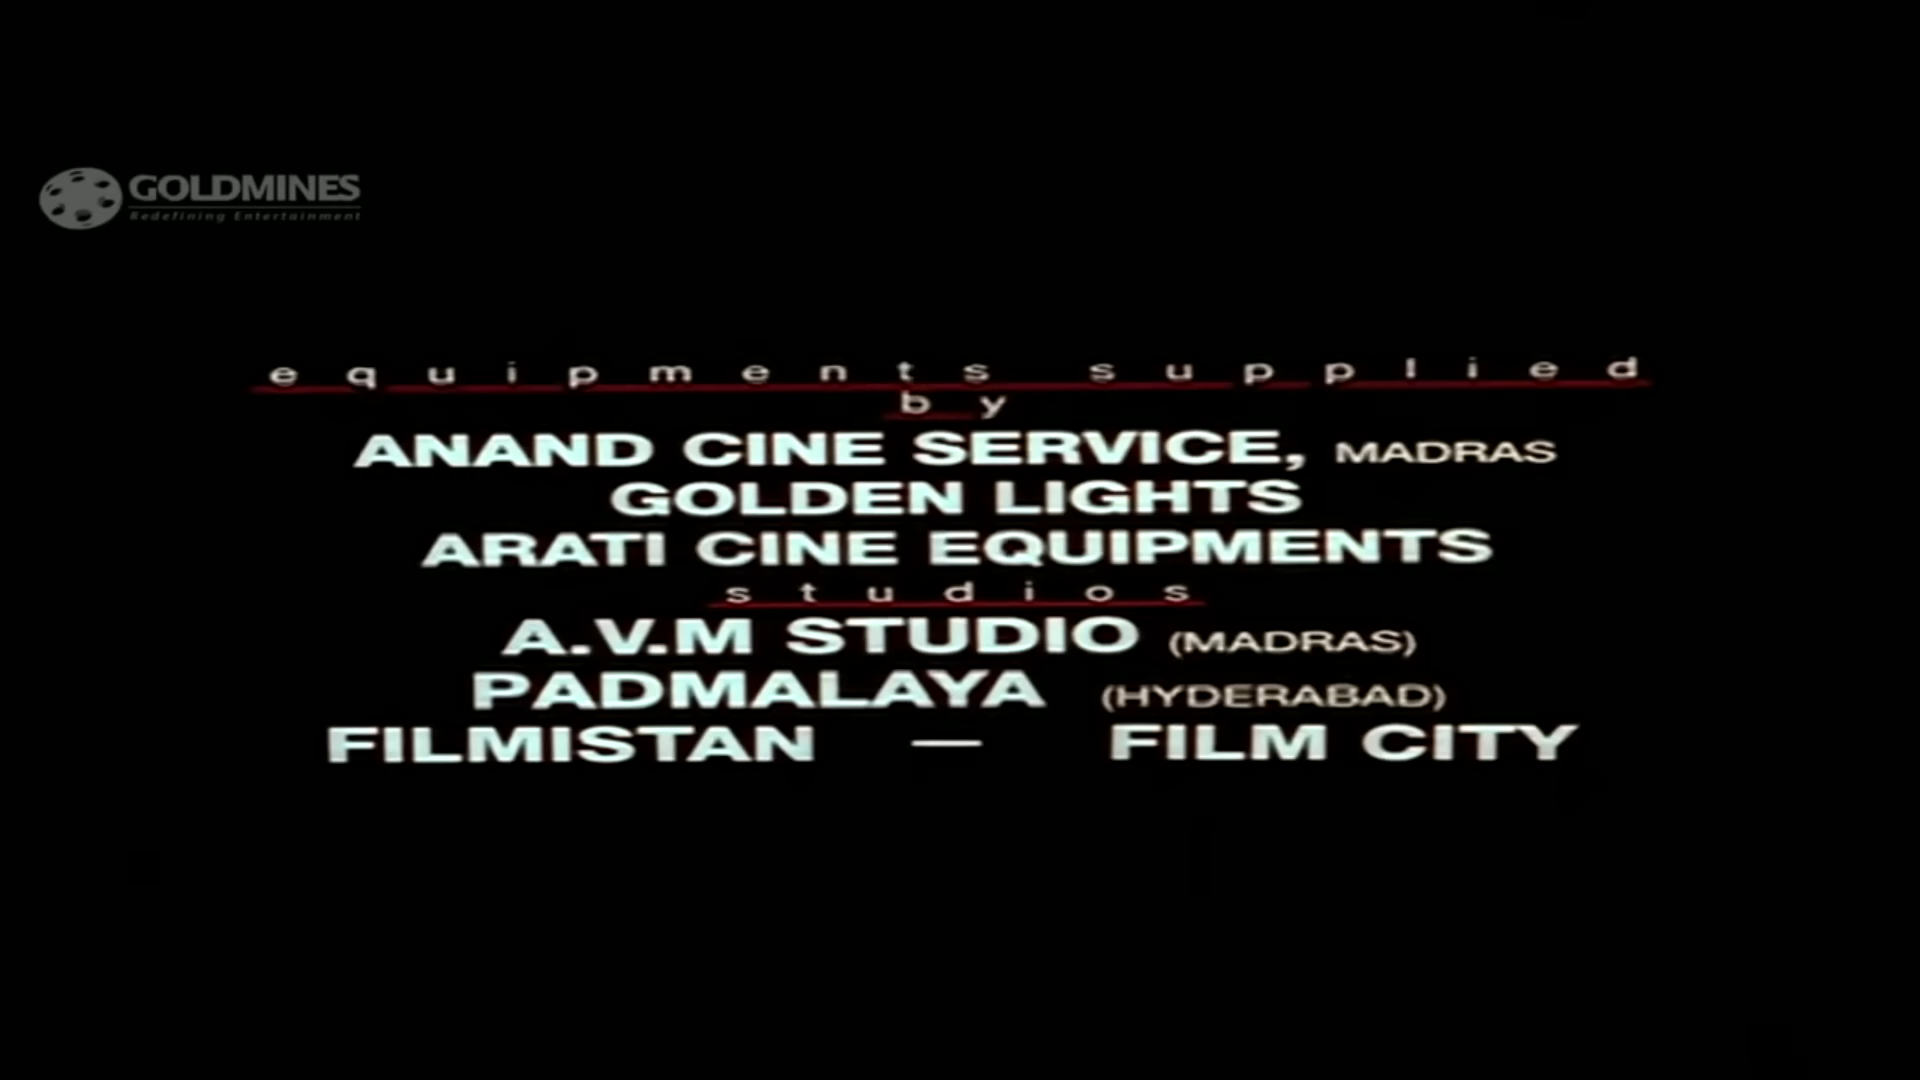 GOLDMINES
Redefining Entertainment
equipments supplied
by
ANAND CINE SERVICE, MADRAS
GOLDEN LIGHTS
ARATI CINE EQUIPMENTS
studios
A.V.M STUDIO (MADRAS)
PADMALAYA (HYDERABAD)
FILMISTAN — FILM CITY